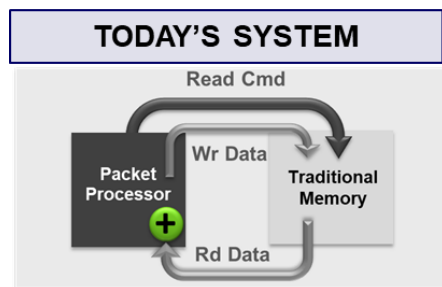 TODAY'S SYSTEM
Read Cmd
Wr Data
Packet
Processor
Traditional
Memory
+
Rd Data